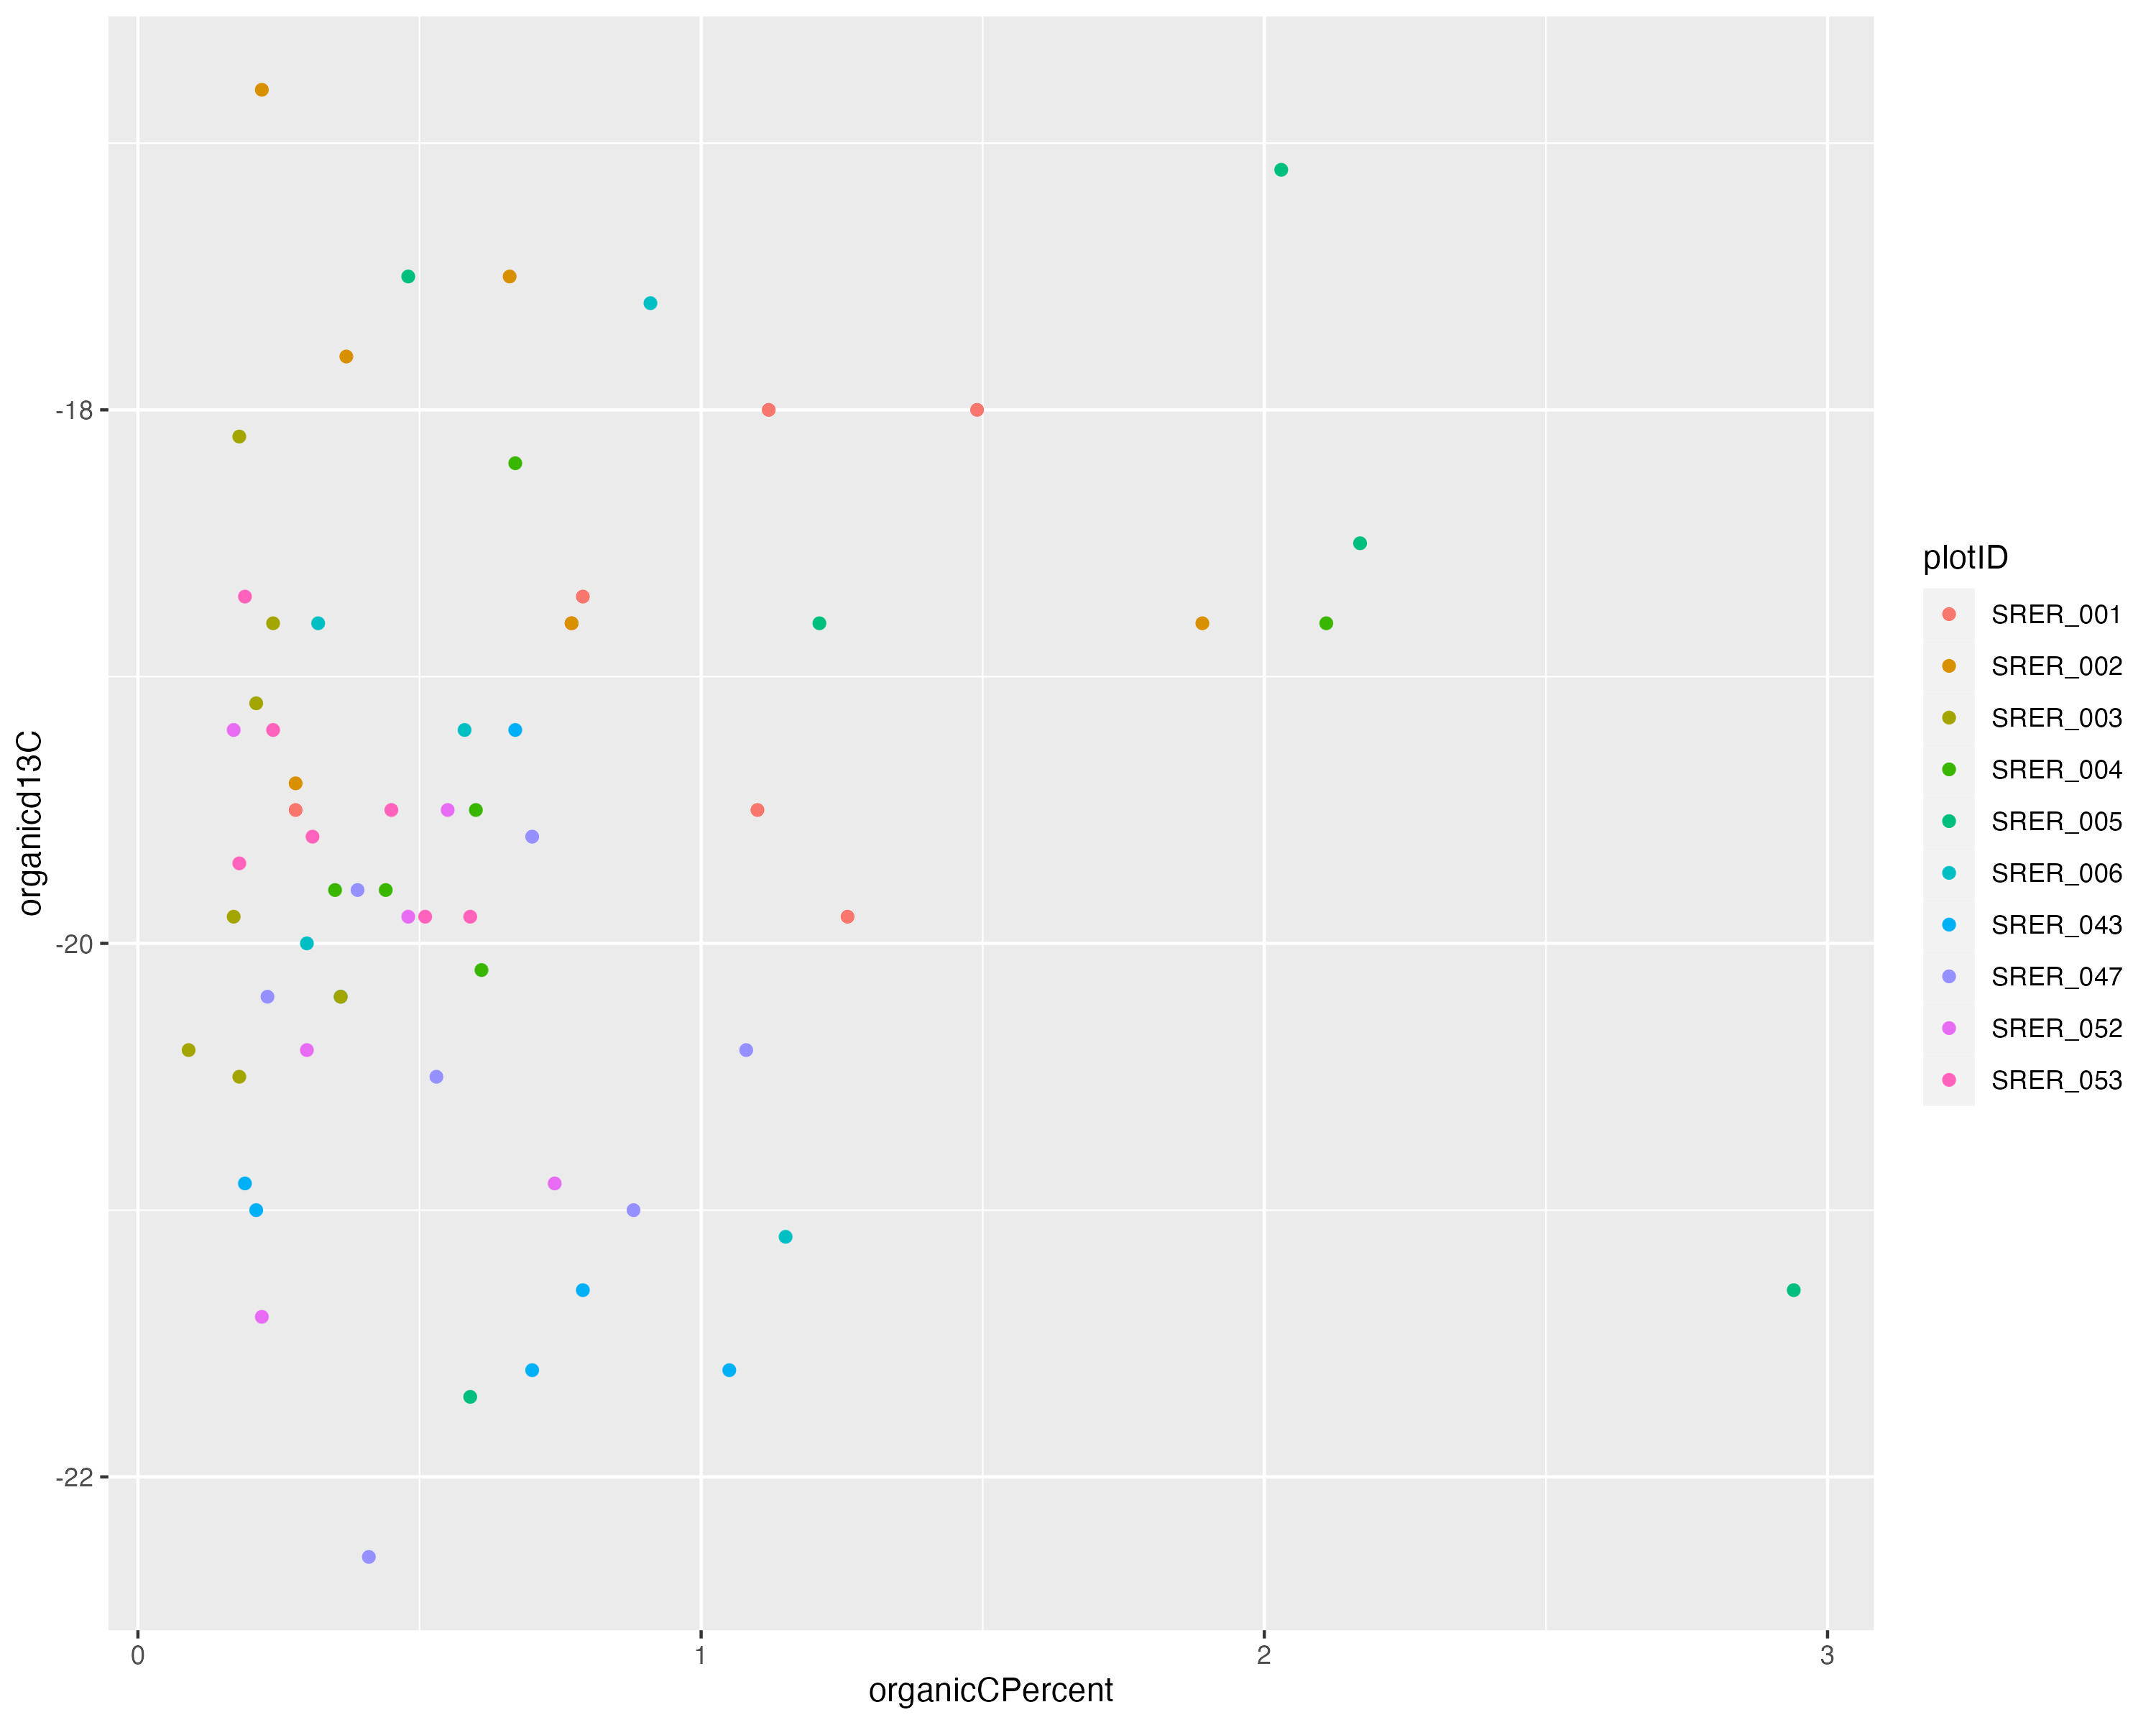 organicd13C
-18
-20
-22
0 1 2 3
organicCPercent
plotID
SRER_001
SRER_002
SRER_003
SRER_004
SRER_005
SRER_006
SRER_043
SRER_047
SRER_052
SRER_053